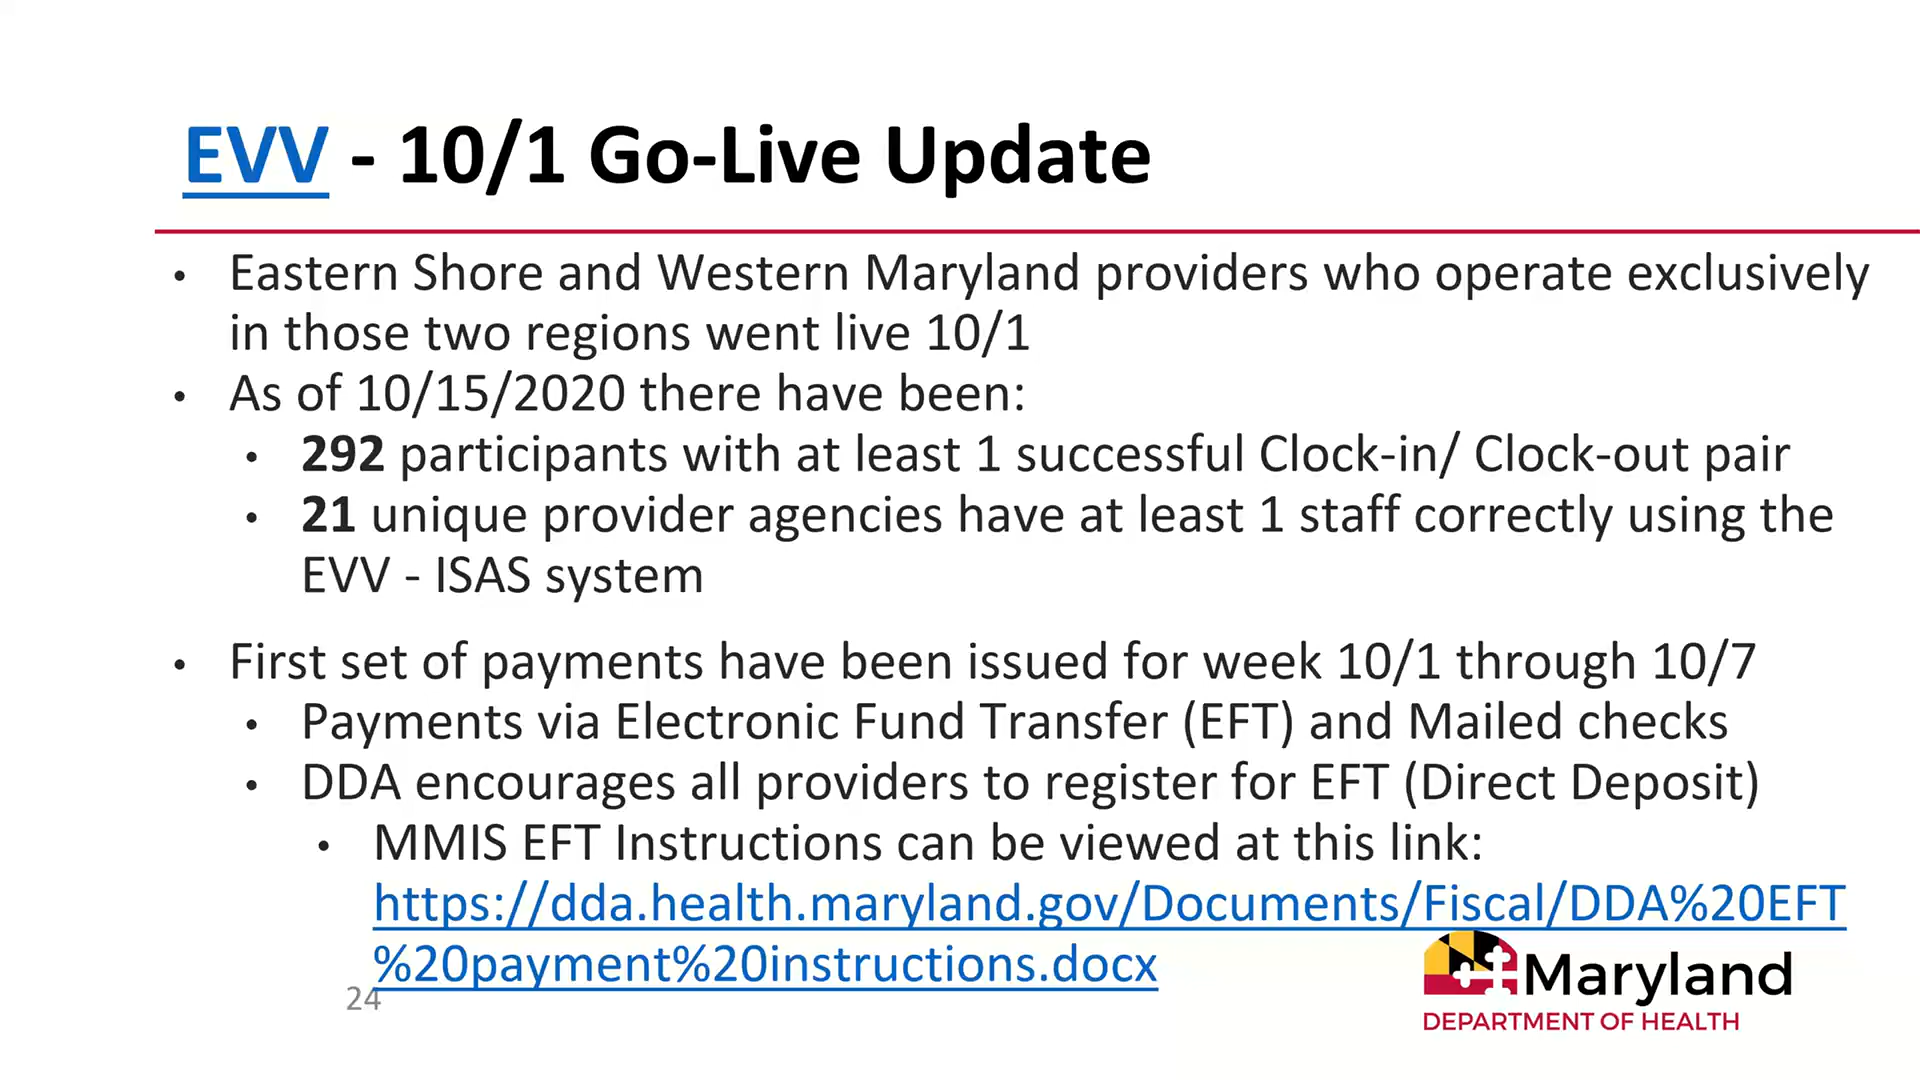 EVV - 10/1 Go-Live Update
• Eastern Shore and Western Maryland providers who operate exclusively
in those two regions went live 10/1
• As of 10/15/2020 there have been:
• 292 participants with at least 1 successful Clock-in/ Clock-out pair
• 21 unique provider agencies have at least 1 staff correctly using the
EVV - ISAS system
• First set of payments have been issued for week 10/1 through 10/7
• Payments via Electronic Fund Transfer (EFT) and Mailed checks
• DDA encourages all providers to register for EFT (Direct Deposit)
• MMIS EFT Instructions can be viewed at this link:
https://dda.health.maryland.gov/Documents/Fiscal/DDA%20EFT
%20payment%20instructions.docx
24
Maryland
DEPARTMENT OF HEALTH